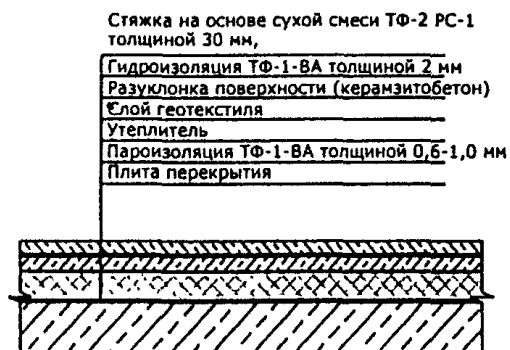 Стяжка на основе сухой смеси ТФ-2 РС-1
толщиной 30 мм,
Гидроизоляция ТФ-1-ВА толщиной 2 мм
Разуклонка поверхности (керамзитобетон)
Слой геотекстиля
Утеплитель
Пароизоляция ТФ-1-ВА толщиной 0,6-1,0 мм
Плита перекрытия